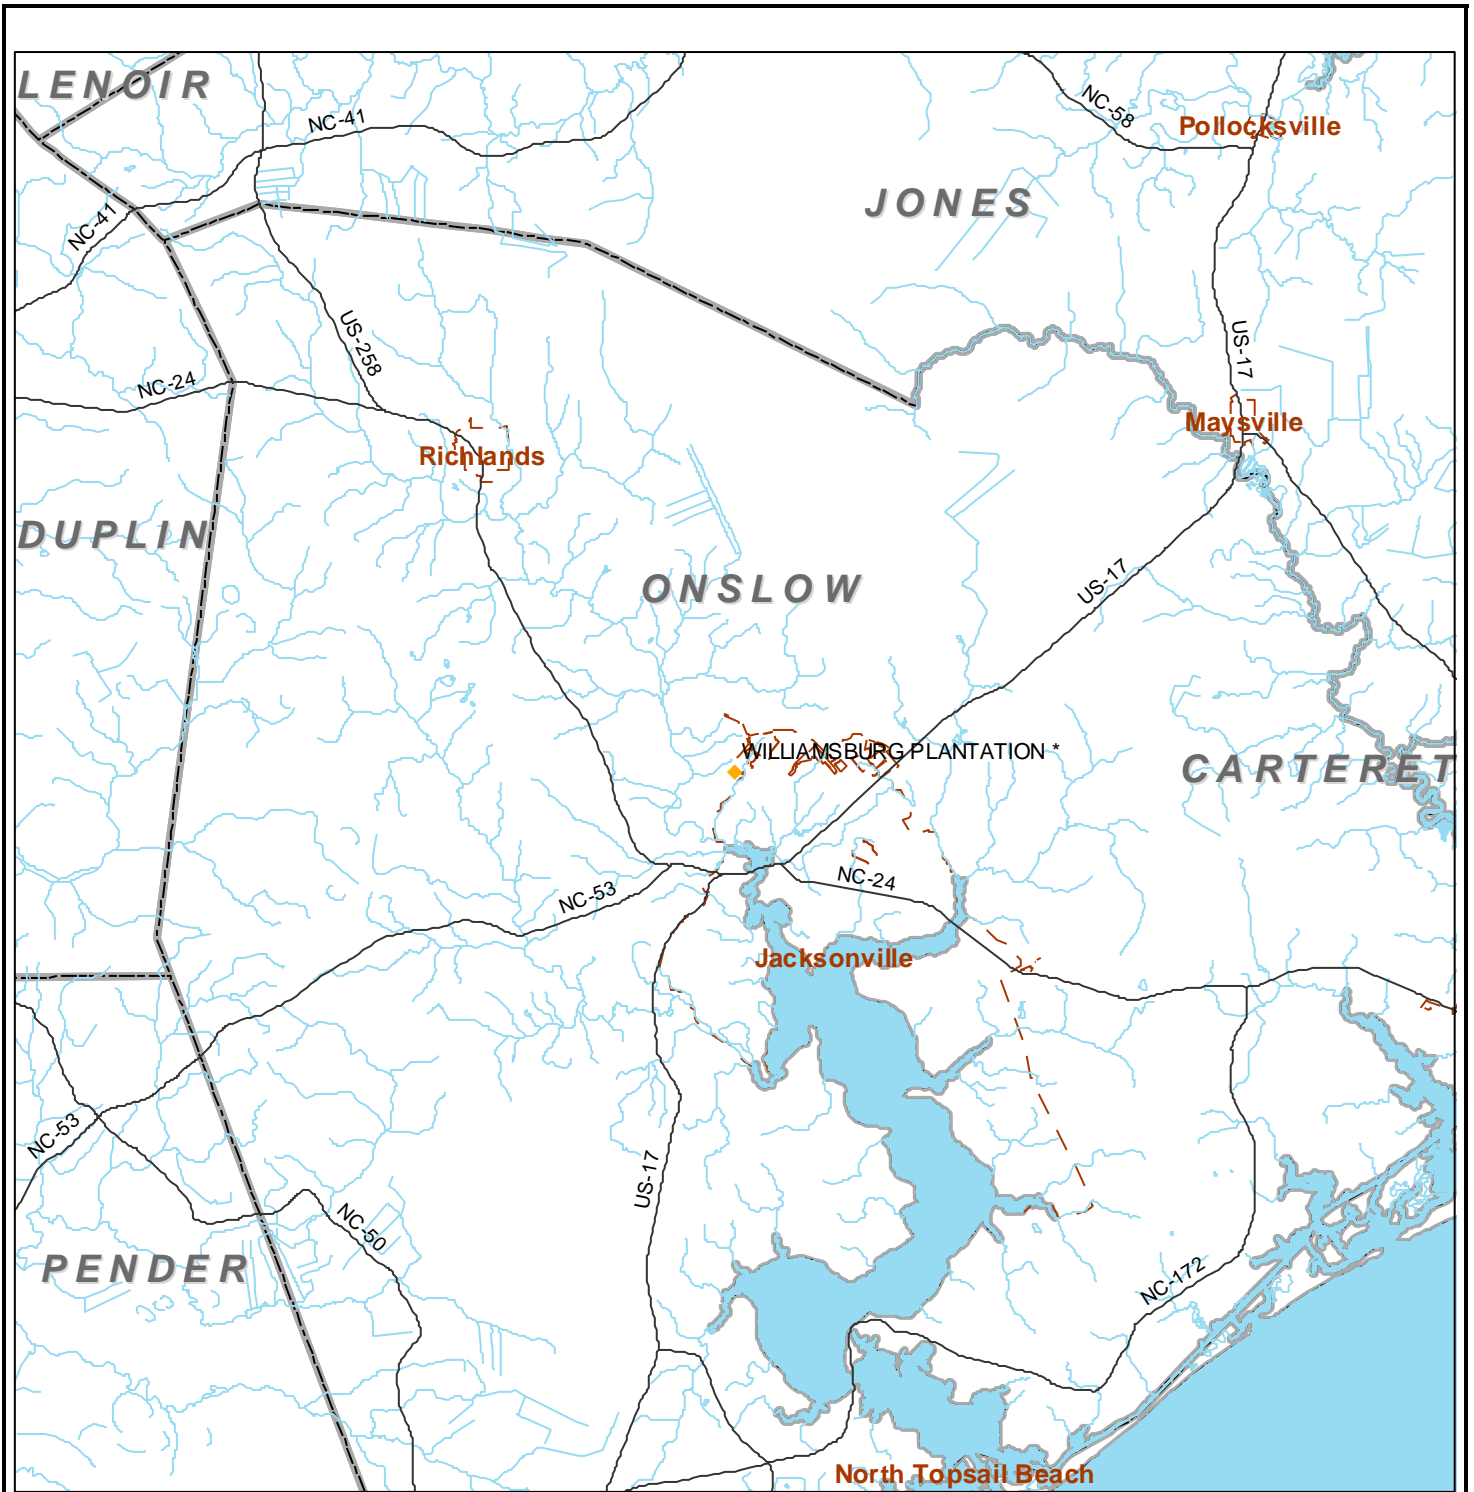 LENOIR
NC-41
NC-58
Pollocksville
JONES
NC-41
US-258
US-17
NC-24
Maysville
Richlands
DUPLIN
ONSLOW
US-17
WILLIAMSBURG PLANTATION *
CARTERET
NC-24
NC-53
Jacksonville
NC-53
US-17
NC-50
PENDER
NC-172
North Topsail Beach